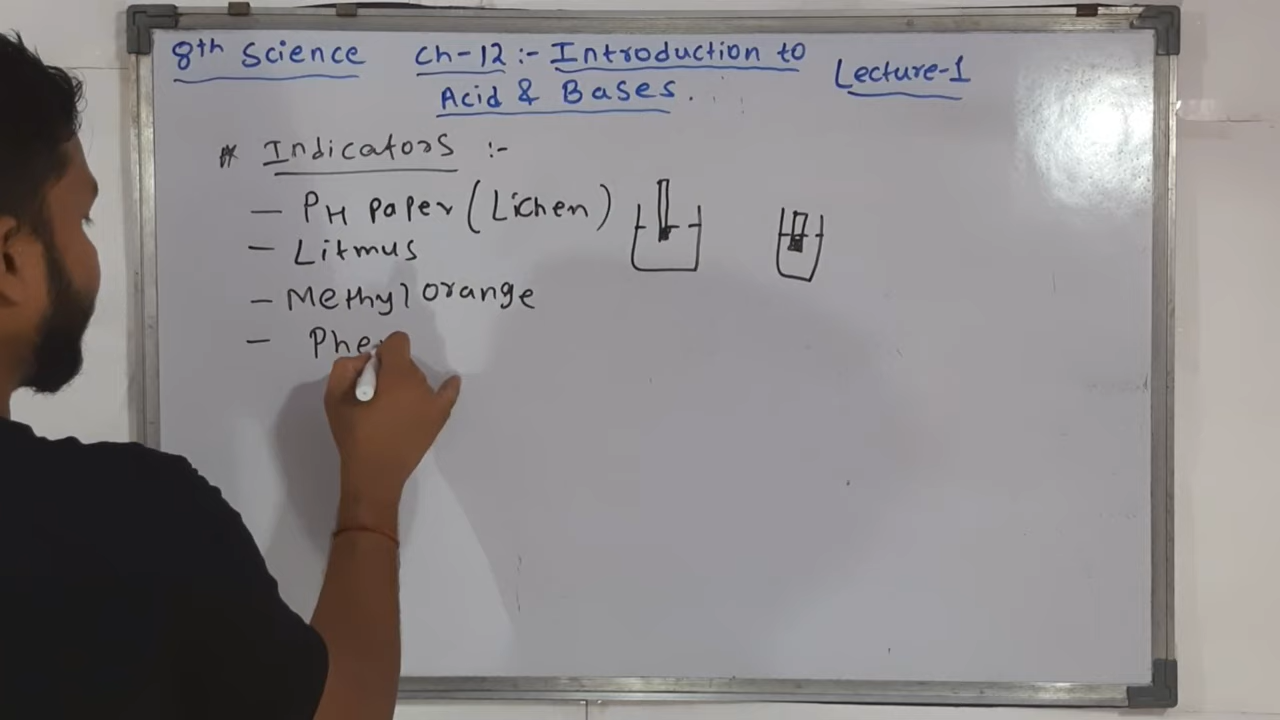 8th Science Ch-12 :- Introduction to Lecture-1
Acid & Bases.
* Indicators :-
- PH paper (Lichen)
- Litmus
- Methyl orange
- Phe